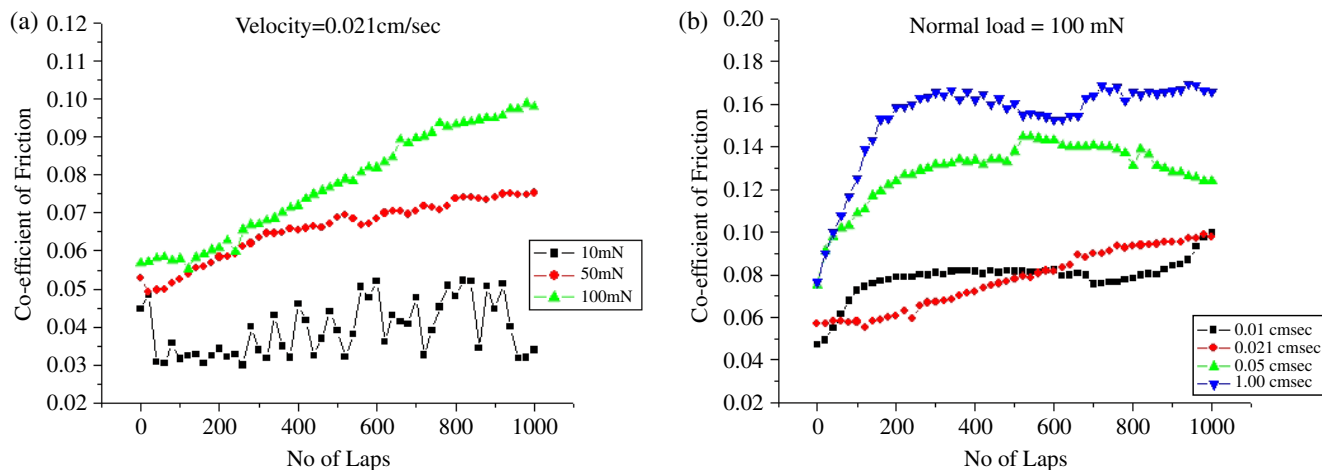 (a)
Velocity=0.021cm/sec
0.12
0.11
0.10
0.09
0.08
0.07
0.06
0.05
0.04
0.03
0.02
Co-efficient of Friction
10mN
50mN
100mN
0 200 400 600 800 1000
No of Laps
(b)
Normal load = 100 mN
0.20
0.18
0.16
0.14
0.12
0.10
0.08
0.06
0.04
0.02
Co-efficient of Friction
0.01 cmsec
0.021 cmsec
0.05 cmsec
1.00 cmsec
0 200 400 600 800 1000
No of Laps